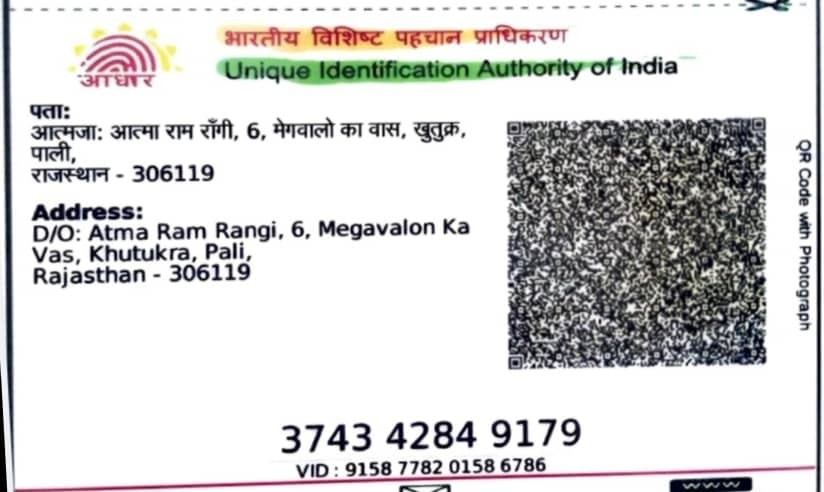 भारतीय विशिष्ट पहचान प्राधिकरण
Unique Identification Authority of India
आधार
पता:
आत्मजा: आत्मा राम राँगी, 6, मेगवालो का वास, खुतुक्र,
पाली,
राजस्थान - 306119
Address:
D/O: Atma Ram Rangi, 6, Megavalon Ka
Vas, Khutukra, Pali,
Rajasthan - 306119
QR Code with Photograph
3743 4284 9179
VID : 9158 7782 0158 6786
www